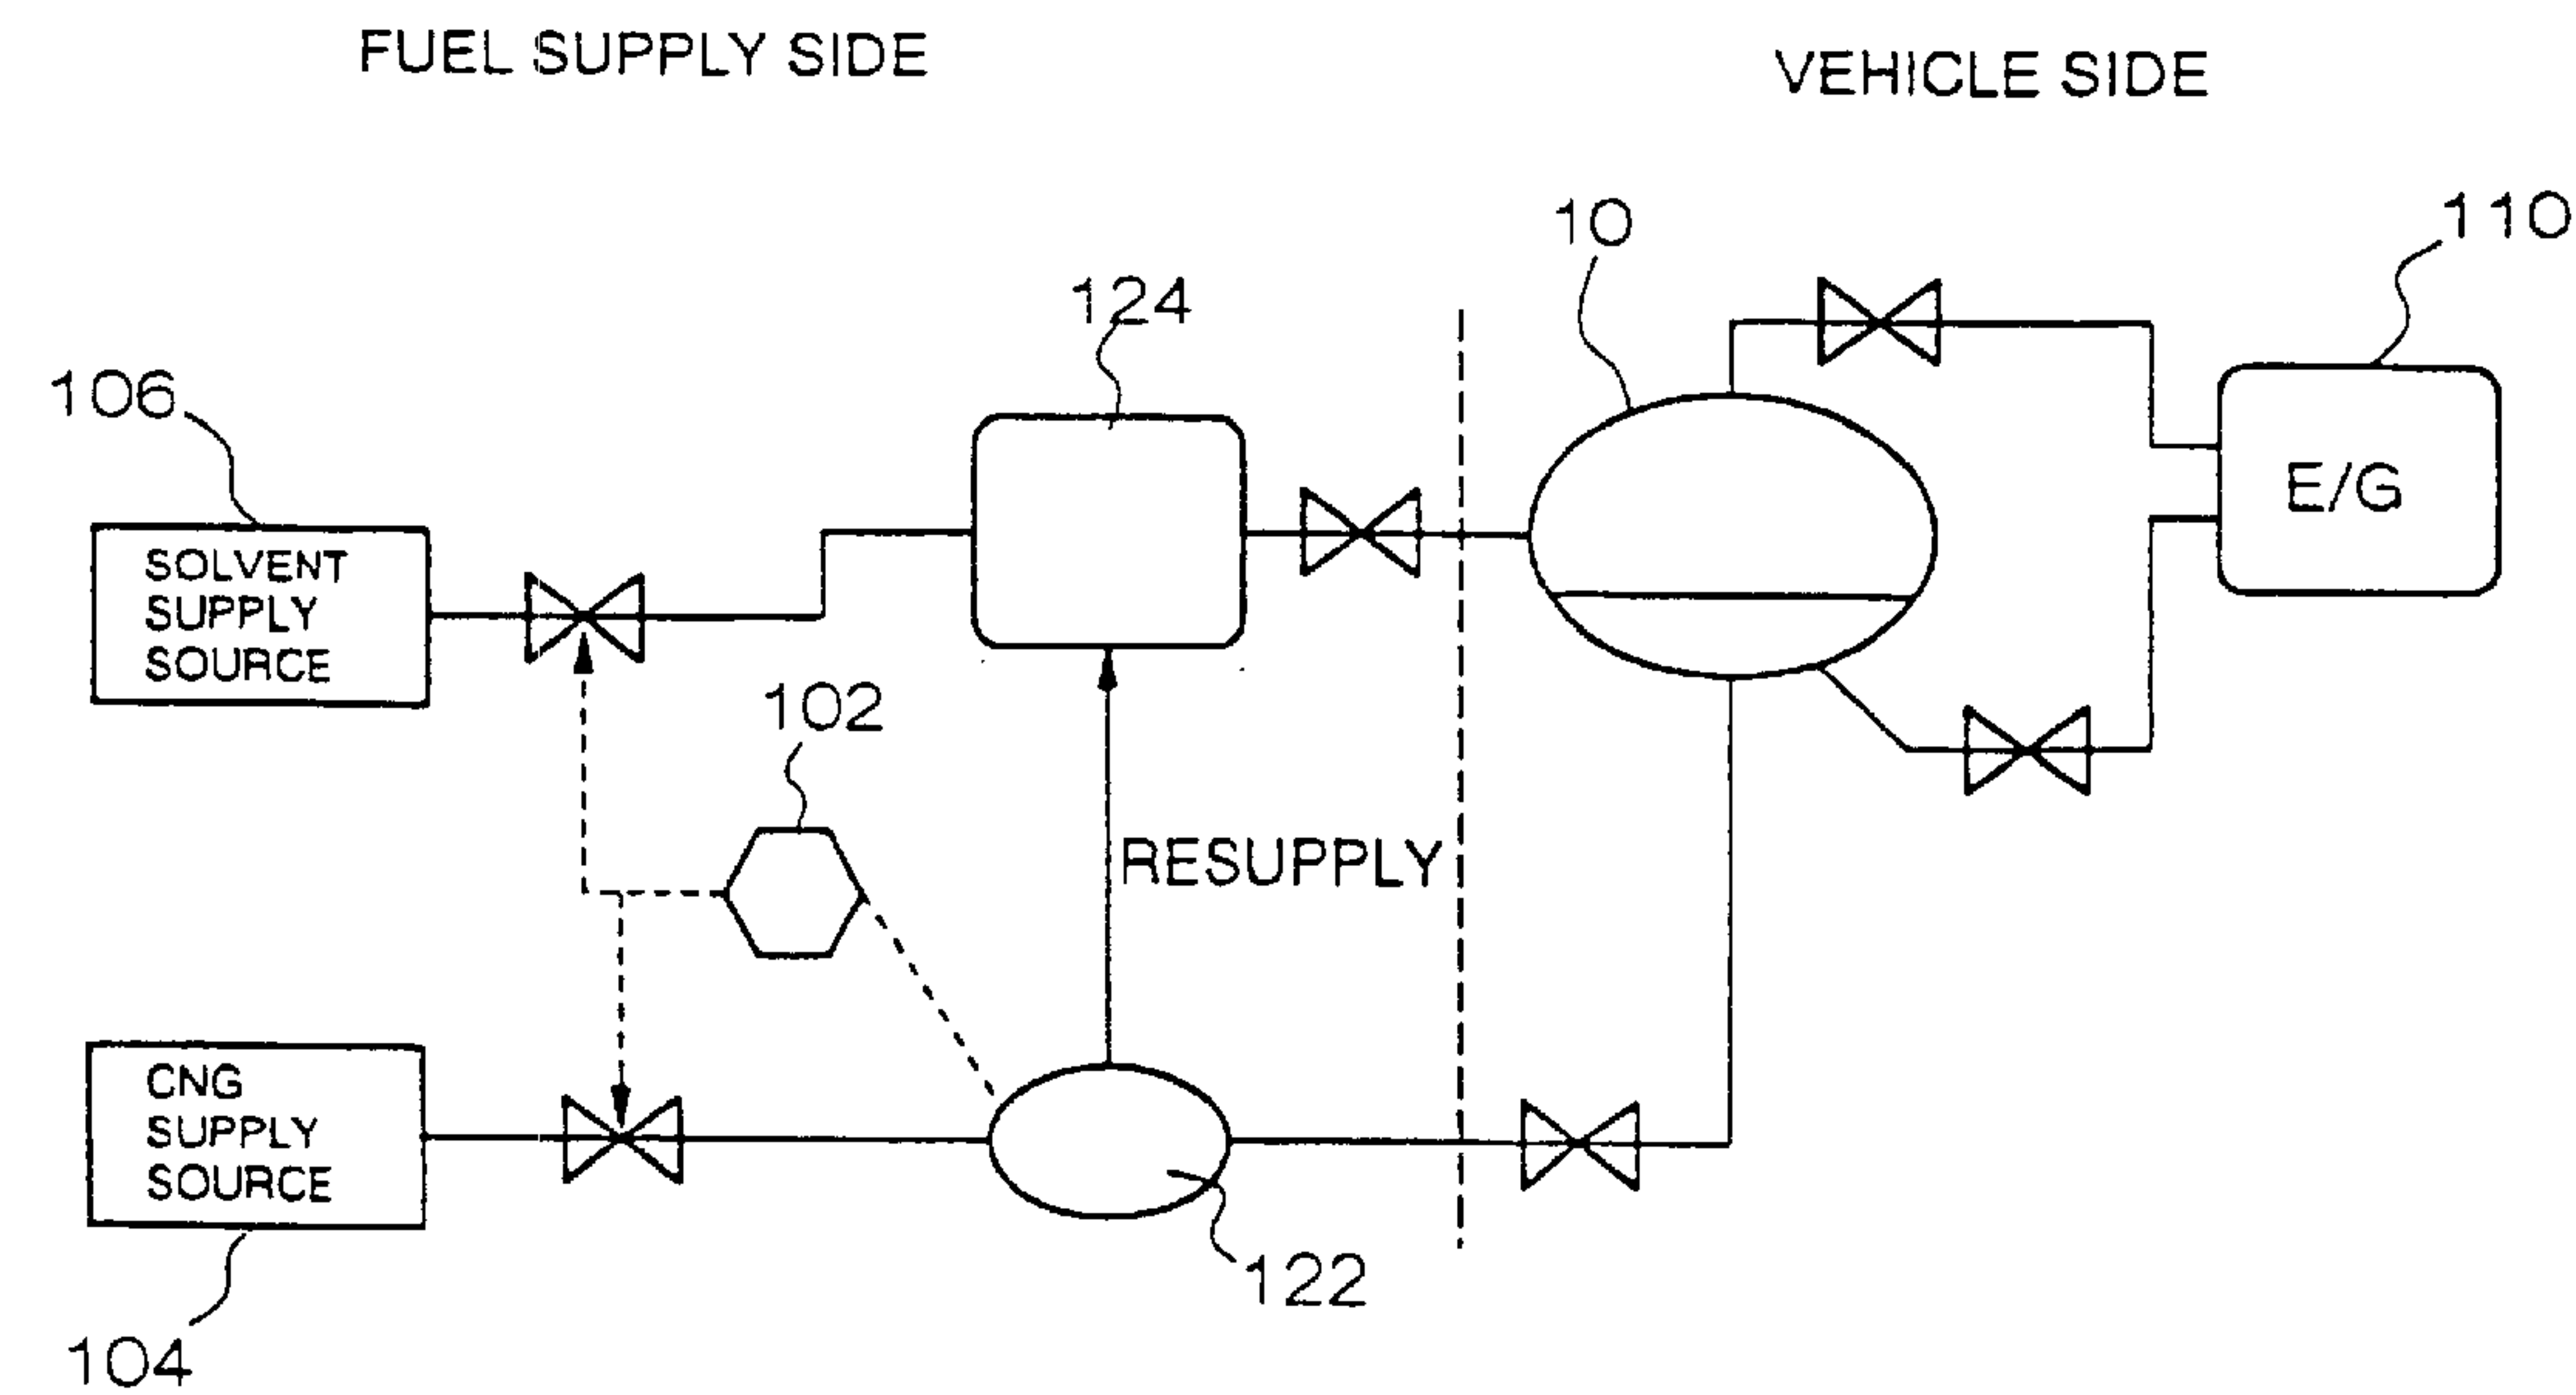 FUEL SUPPLY SIDE
VEHICLE SIDE
10
110
124
106
E/G
SOLVENT
SUPPLY
SOURCE
102
RESUPPLY
CNG
SUPPLY
SOURCE
122
104